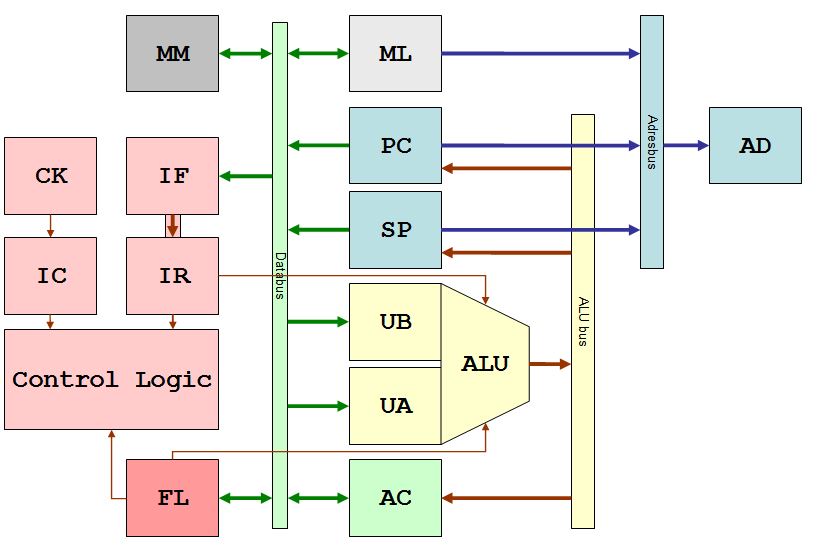 MM
ML
PC
Adresbus
AD
CK
IF
SP
IC
IR
Databus
UB
ALU
ALU bus
Control Logic
UA
FL
AC